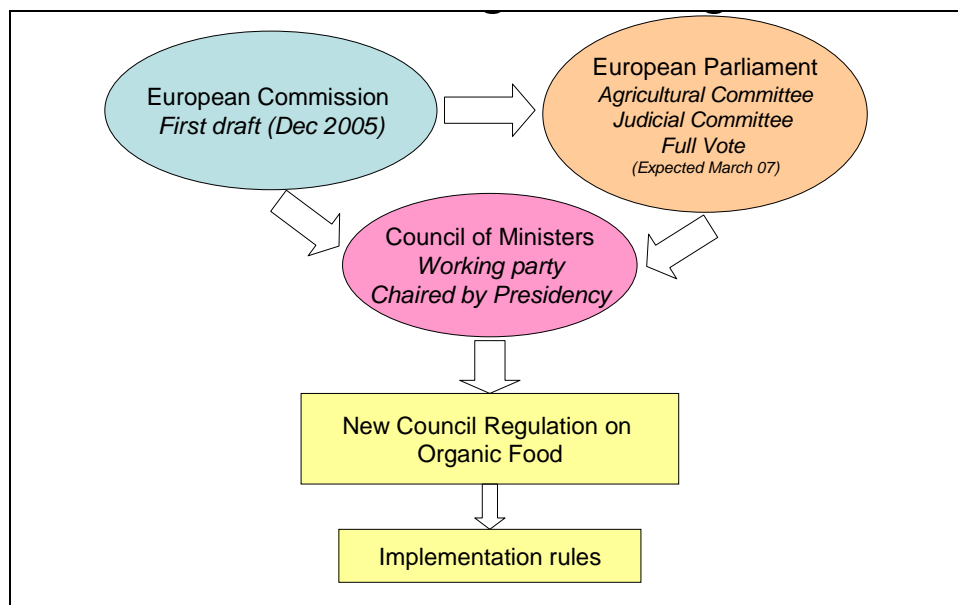 European Commission
First draft (Dec 2005)
European Parliament
Agricultural Committee
Judicial Committee
Full Vote
(Expected March 07)
Council of Ministers
Working party
Chaired by Presidency
New Council Regulation on
Organic Food
Implementation rules